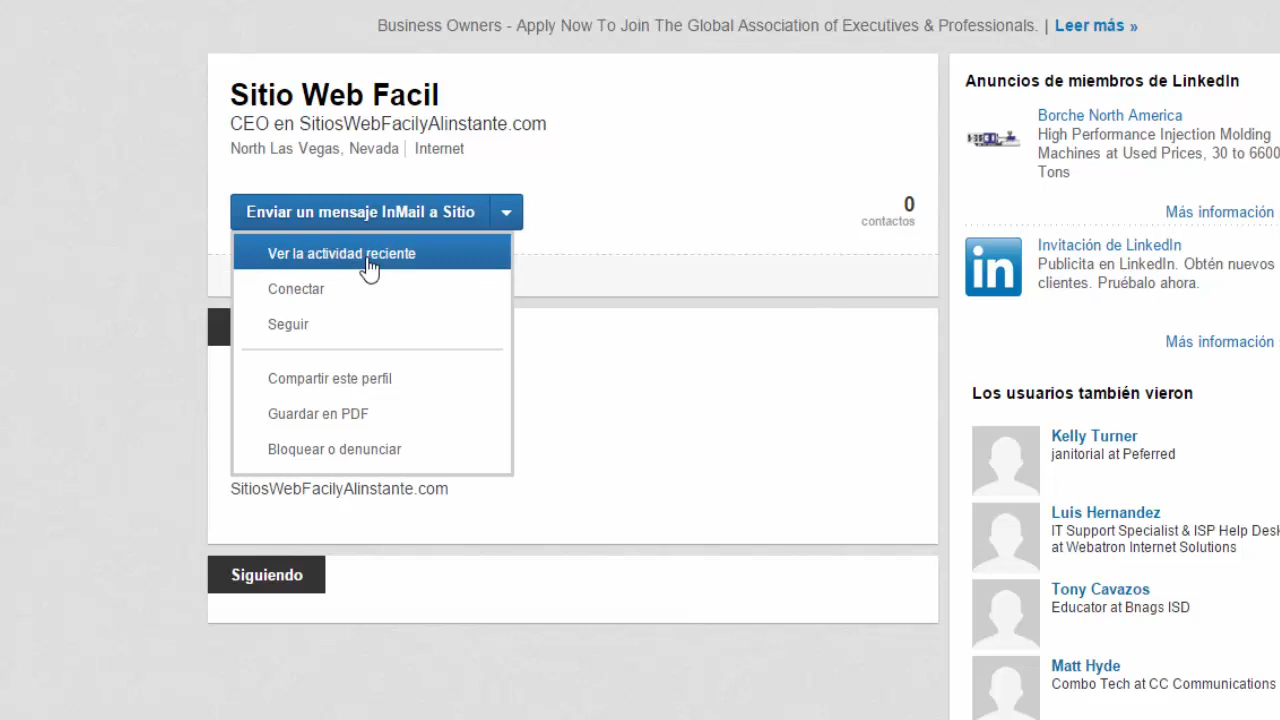 Business Owners - Apply Now To Join The Global Association of Executives & Professionals. | Leer más »
Sitio Web Facil
CEO en SitiosWebFacilyAlinstante.com
North Las Vegas, Nevada | Internet
Enviar un mensaje InMail a Sitio
0
contactos
Ver la actividad reciente
Conectar
Seguir
Compartir este perfil
Guardar en PDF
Bloquear o denunciar
SitiosWebFacilyAlinstante.com
Siguiendo
Anuncios de miembros de LinkedIn
Borche North America
High Performance Injection Molding
Machines at Used Prices, 30 to 6600
Tons
Más información
in
Invitación de LinkedIn
Publicita en LinkedIn. Obtén nuevos
clientes. Pruébalo ahora.
Más información
Los usuarios también vieron
Kelly Turner
janitorial at Peferred
Luis Hernandez
IT Support Specialist & ISP Help Desk
at Webatron Internet Solutions
Tony Cavazos
Educator at Bnags ISD
Matt Hyde
Combo Tech at CC Communications